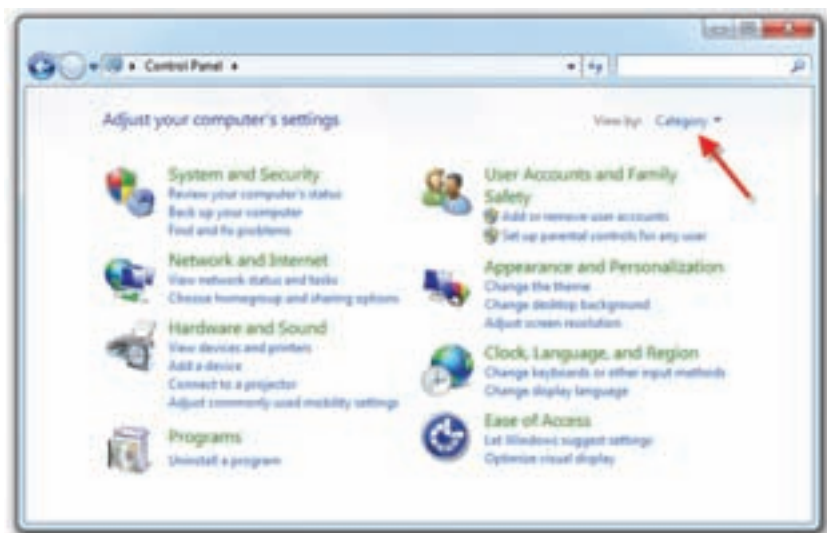 Control Panel
Adjust your computer's settings
View by: Category
System and Security
Review your computer's status
Back up your computer
Find and fix problems
Network and Internet
View network status and tasks
Choose homegroup and sharing options
Hardware and Sound
View devices and printers
Add a device
Connect to a projector
Adjust commonly used mobility settings
Programs
Uninstall a program
User Accounts and Family
Safety
Add or remove user accounts
Set up parental controls for any user
Appearance and Personalization
Change the theme
Change desktop background
Adjust screen resolution
Clock, Language, and Region
Change keyboards or other input methods
Change display language
Ease of Access
Let Windows suggest settings
Optimize visual display